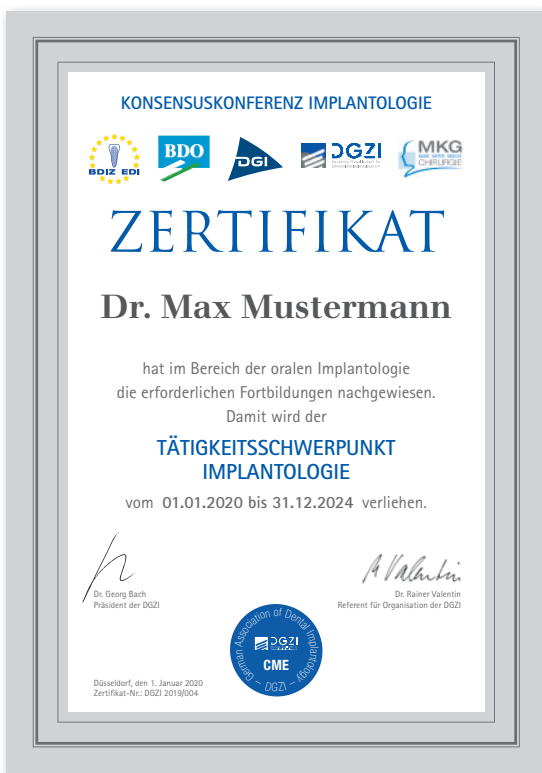 KONSENSUSKONFERENZ IMPLANTOLOGIE
BDIZ EDI
BDO
DGI
DGZI
MKG
CHIRURGIE
ZERTIFIKAT
Dr. Max Mustermann
hat im Bereich der oralen Implantologie
die erforderlichen Fortbildungen nachgewiesen.
Damit wird der
TÄTIGKEITSSCHWERPUNKT
IMPLANTOLOGIE
vom 01.01.2020 bis 31.12.2024 verliehen.
Valentin
Dr. Georg Bach
Präsident der DGZI
Dr. Rainer Valentin
Referent für Organisation der DGZI
German Association of Dental Implantology
DGZI
CME
– DGZI –
Düsseldorf, den 1. Januar 2020
Zertifikat-Nr.: DGZI 2019/004